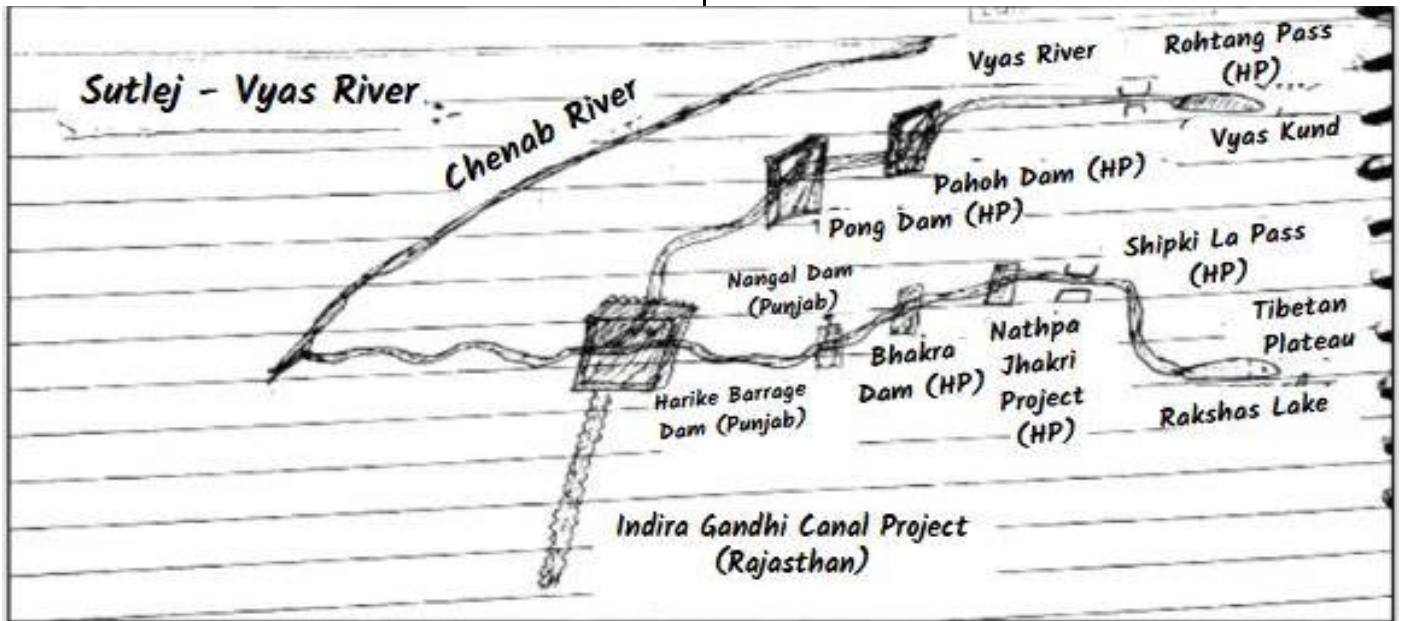 Sutlej - Vyas River
Chenab River
Vyas River
Rohtang Pass
(HP)
Vyas Kund
Pahoh Dam (HP)
Pong Dam (HP)
Shipki La Pass
(HP)
Nangal Dam
(Punjab)
Tibetan
Plateau
Bhakra
Dam (HP)
Nathpa
Jhakri
Project
(HP)
Harike Barrage
Dam (Punjab)
Rakshas Lake
Indira Gandhi Canal Project
(Rajasthan)